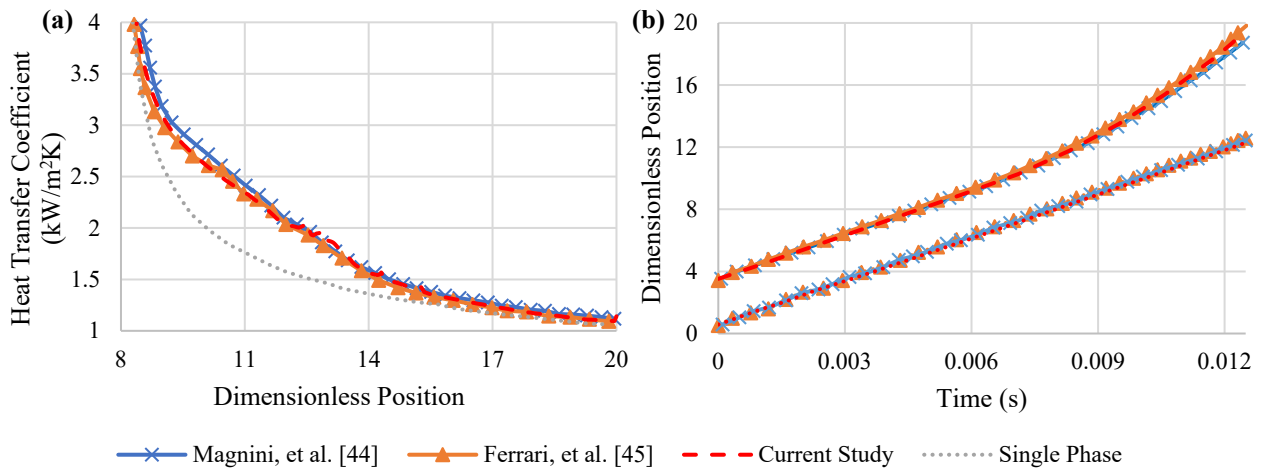 (a)
Heat Transfer Coefficient
(kW/m²K)
4
3.5
3
2.5
2
1.5
1
8
11
14
17
20
Dimensionless Position
(b)
Dimensionless Position
20
16
12
8
4
0
0
0.003
0.006
0.009
0.012
Time (s)
Magnini, et al. [44]
Ferrari, et al. [45]
Current Study
Single Phase